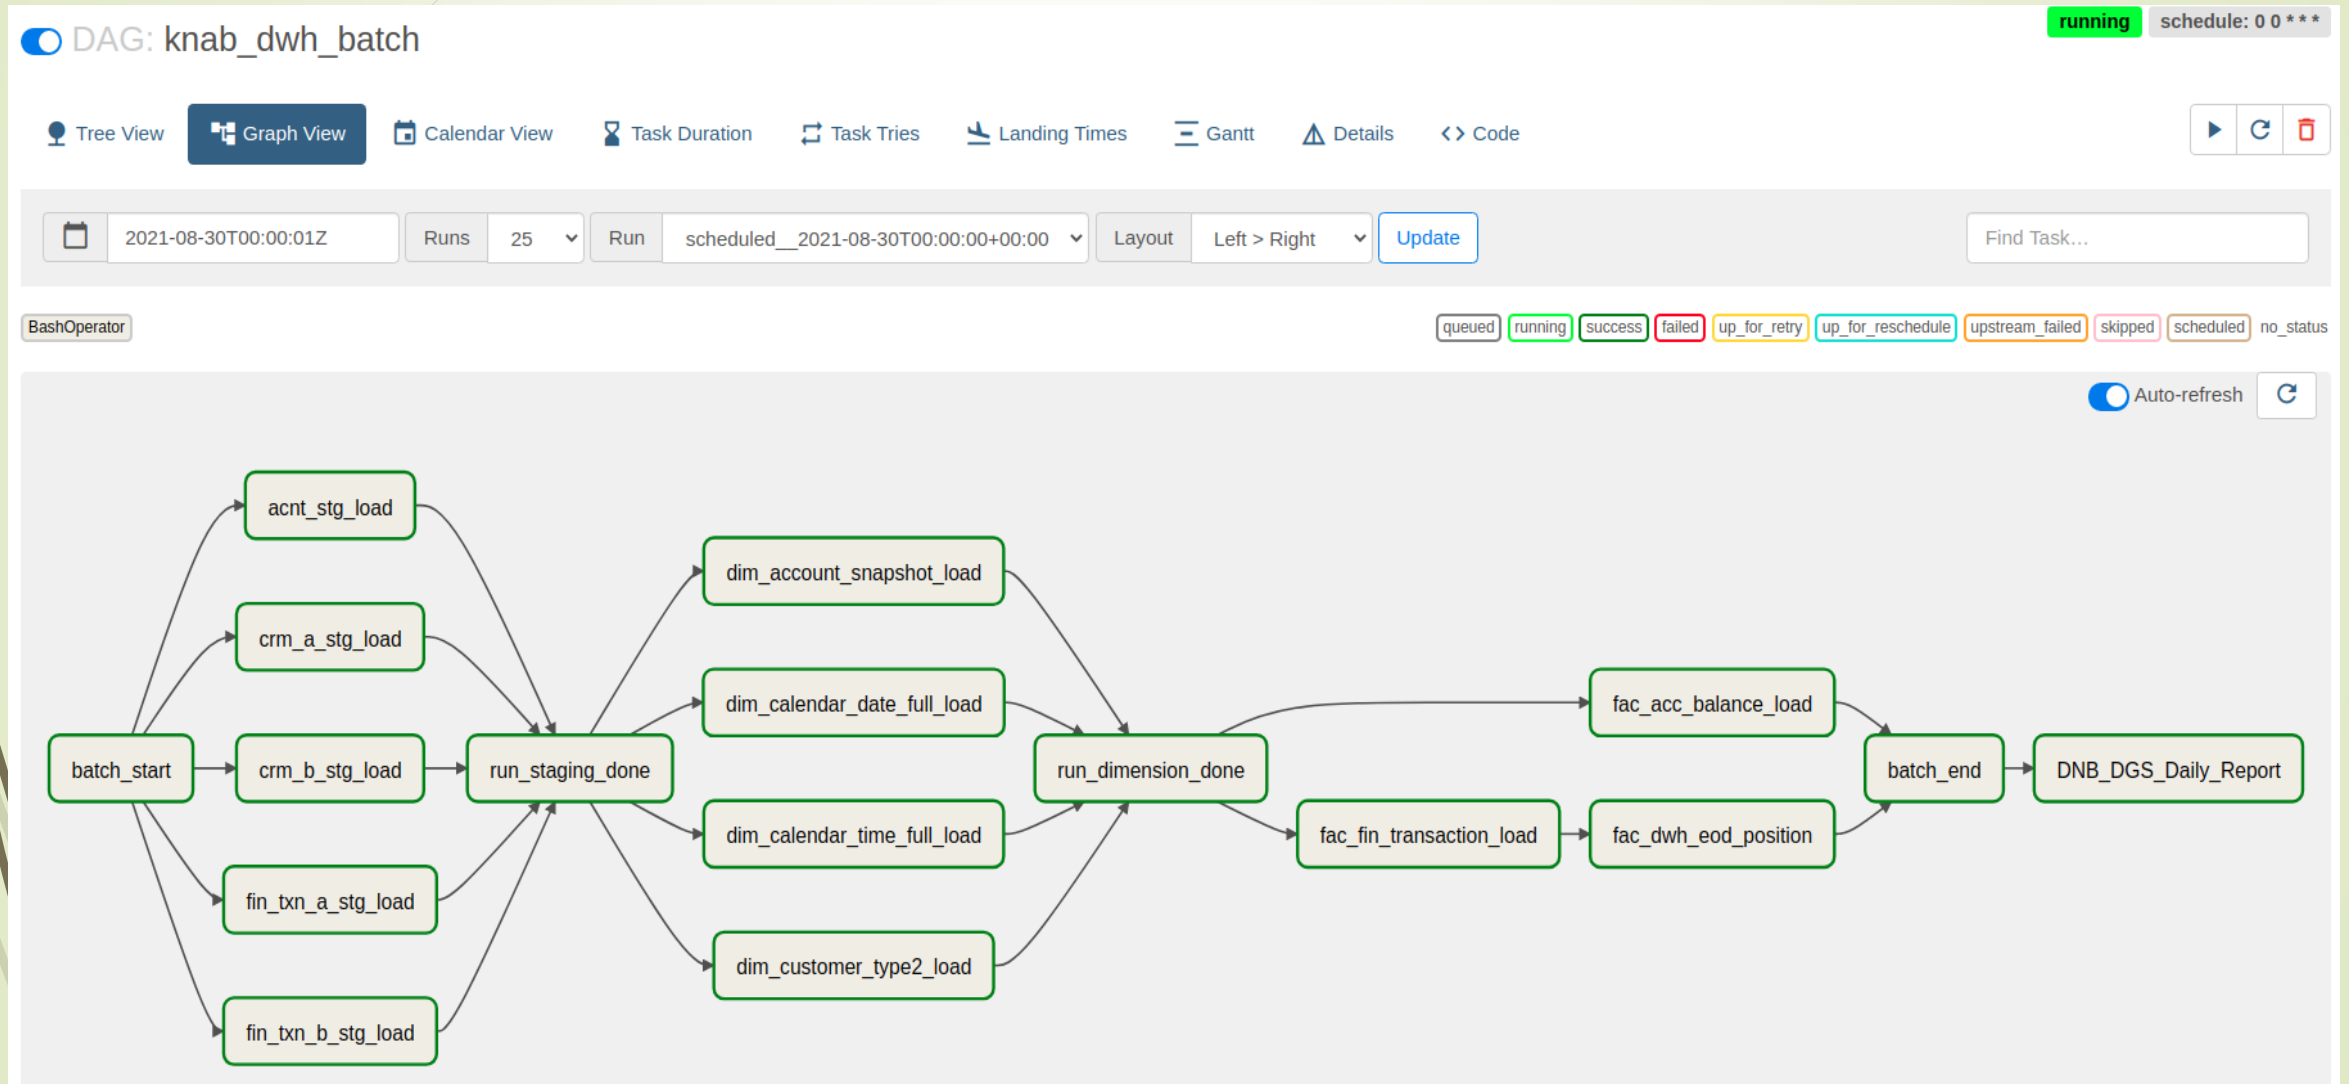 DAG: knab_dwh_batch
running schedule: 0 0 * * *
Tree View Graph View Calendar View Task Duration Task Tries Landing Times Gantt Details <> Code
2021-08-30T00:00:01Z Runs 25 Run scheduled__2021-08-30T00:00:00+00:00 Layout Left > Right Update Find Task...
BashOperator queued running success failed up_for_retry up_for_reschedule upstream_failed skipped scheduled no_status
Auto-refresh
batch_start
acnt_stg_load
crm_a_stg_load
crm_b_stg_load
fin_txn_a_stg_load
fin_txn_b_stg_load
run_staging_done
dim_account_snapshot_load
dim_calendar_date_full_load
dim_calendar_time_full_load
dim_customer_type2_load
run_dimension_done
fac_acc_balance_load
fac_fin_transaction_load
fac_dwh_eod_position
batch_end
DNB_DGS_Daily_Report